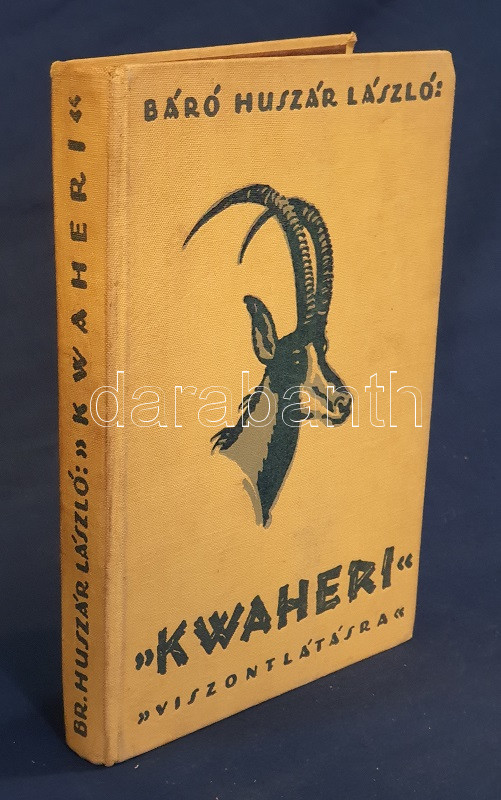 BÁRÓ HUSZÁR LÁSZLÓ:
»KWAHERI«
»VISZONTLÁTÁSRA«
BR. HUSZÁR LÁSZLÓ: »KWAHERI«
darabanth